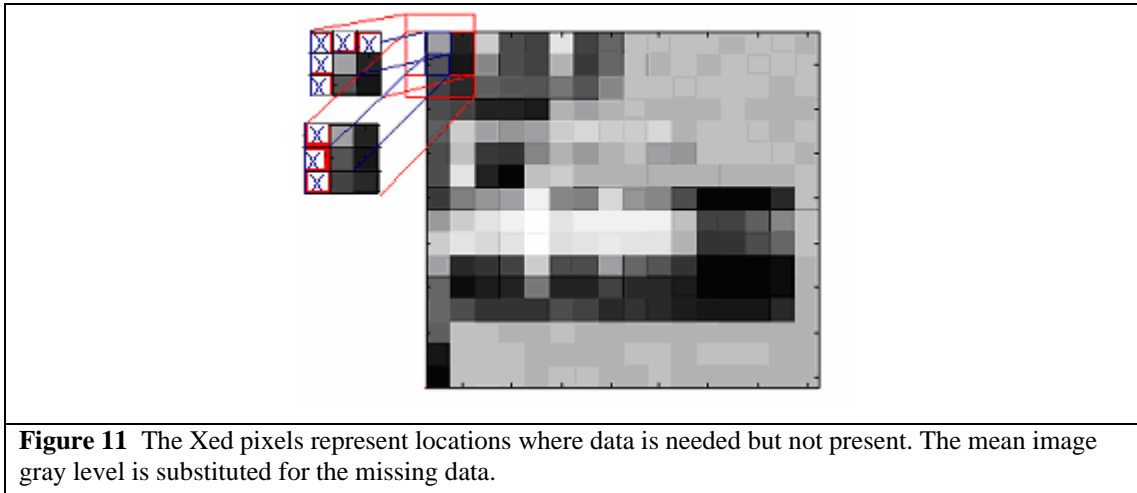 X X X
X
X
X
X
X
Figure 11 The Xed pixels represent locations where data is needed but not present. The mean image
gray level is substituted for the missing data.